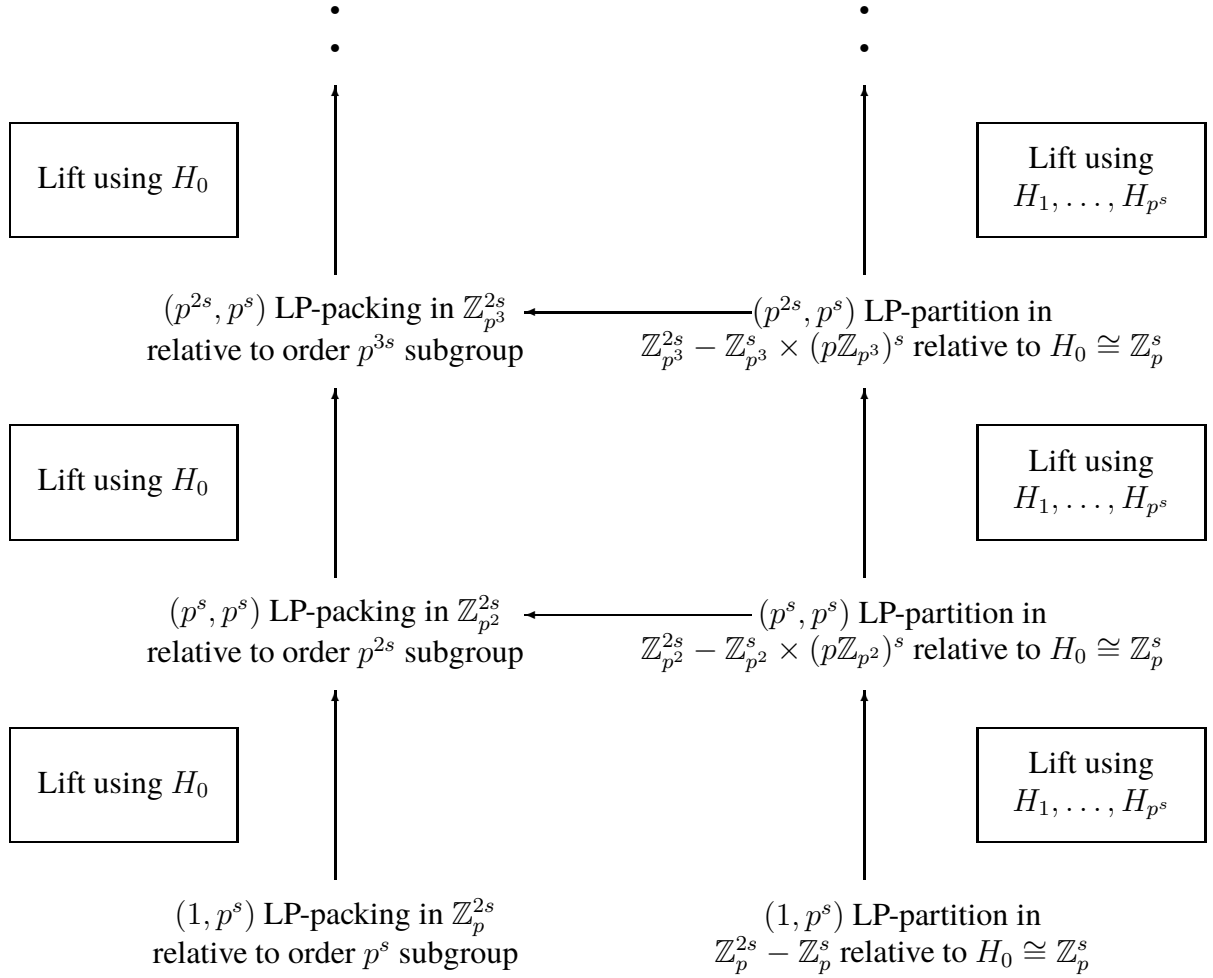 Lift using $H_0$
Lift using
$H_1, \ldots, H_{p^s}$
$(p^{2s}, p^s)$ LP-packing in $\mathbb{Z}_{p^3}^{2s}$
relative to order $p^{3s}$ subgroup
$(p^{2s}, p^s)$ LP-partition in
$\mathbb{Z}_{p^3}^{2s} - \mathbb{Z}_{p^3}^{s} \times (p\mathbb{Z}_{p^3})^s$ relative to $H_0 \cong \mathbb{Z}_p^s$
Lift using $H_0$
Lift using
$H_1, \ldots, H_{p^s}$
$(p^s, p^s)$ LP-packing in $\mathbb{Z}_{p^2}^{2s}$
relative to order $p^{2s}$ subgroup
$(p^s, p^s)$ LP-partition in
$\mathbb{Z}_{p^2}^{2s} - \mathbb{Z}_{p^2}^{s} \times (p\mathbb{Z}_{p^2})^s$ relative to $H_0 \cong \mathbb{Z}_p^s$
Lift using $H_0$
Lift using
$H_1, \ldots, H_{p^s}$
$(1, p^s)$ LP-packing in $\mathbb{Z}_p^{2s}$
relative to order $p^s$ subgroup
$(1, p^s)$ LP-partition in
$\mathbb{Z}_p^{2s} - \mathbb{Z}_p^s$ relative to $H_0 \cong \mathbb{Z}_p^s$